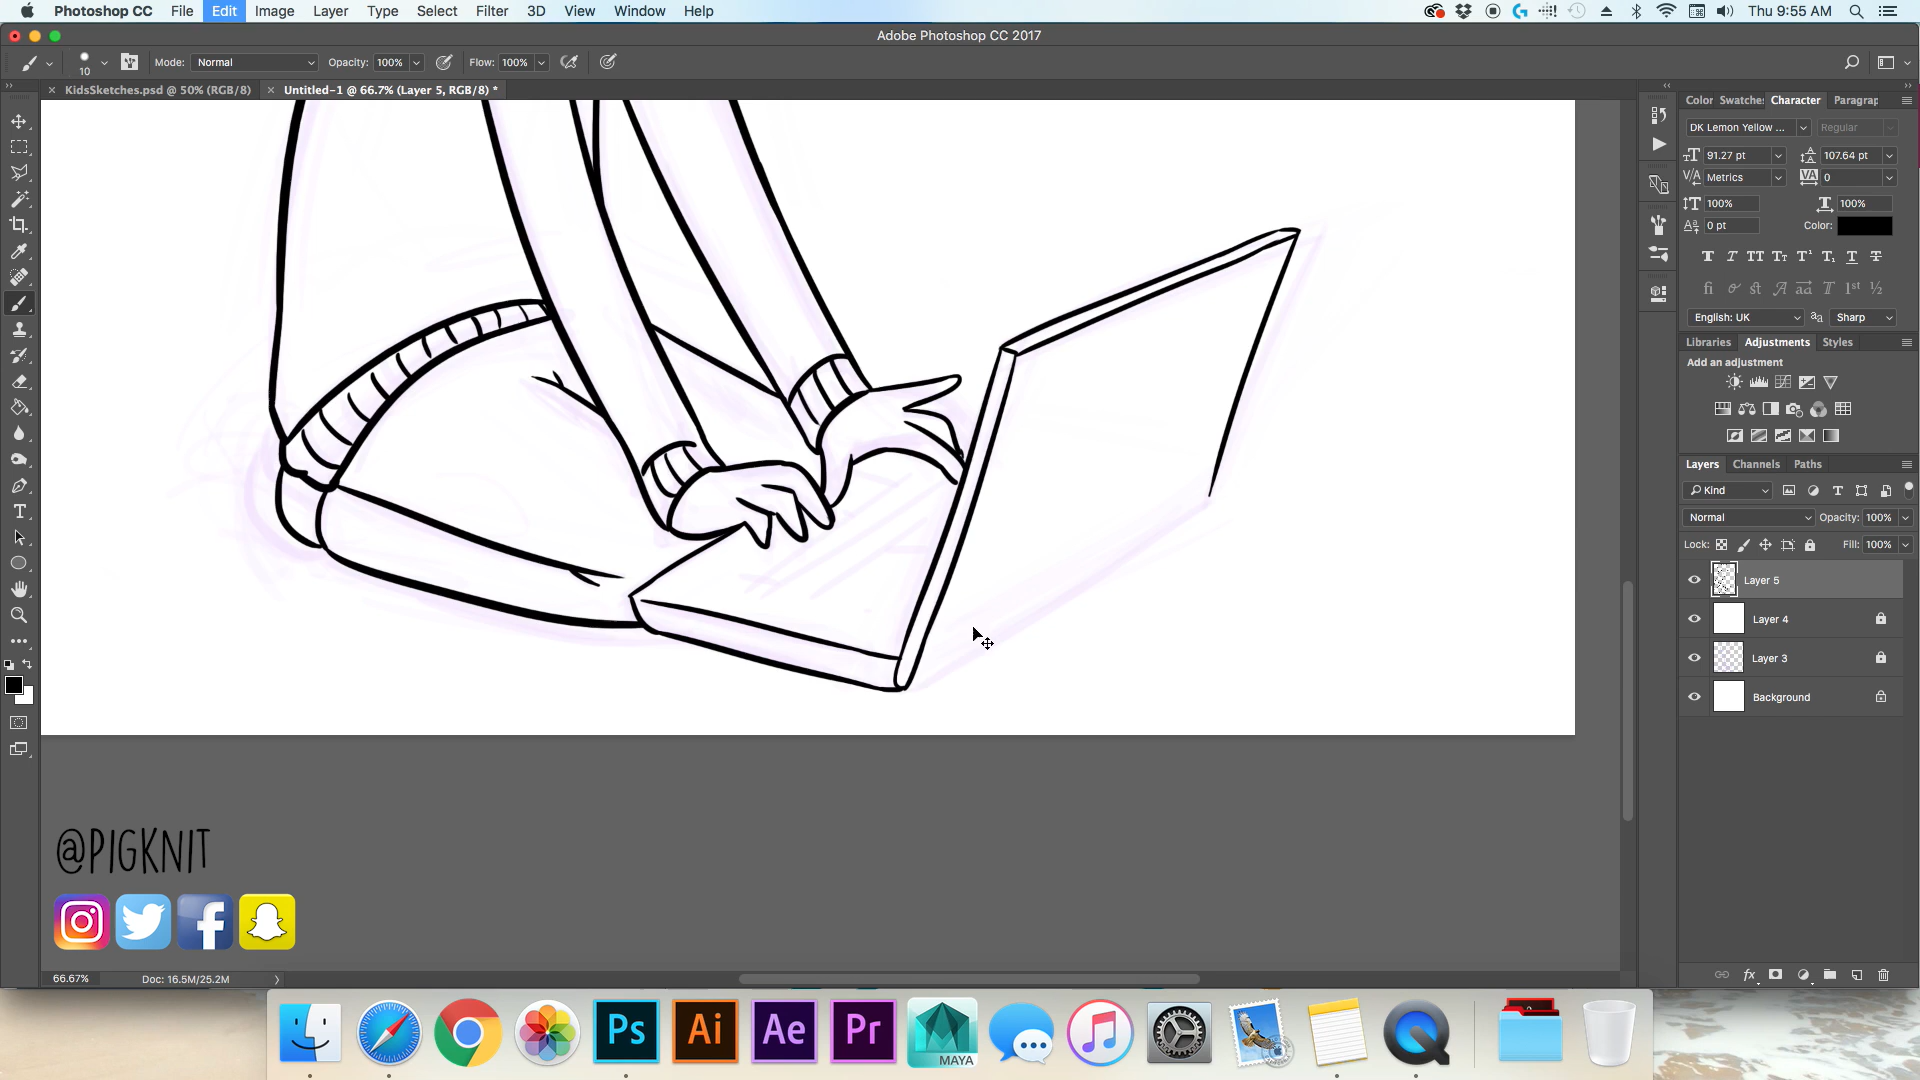 Photoshop CC File Edit Image Layer Type Select Filter 3D View Window Help Thu 9:55 AM
Adobe Photoshop CC 2017
10 Mode: Normal Opacity: 100% Flow: 100%
KidsSketches.psd @ 50% (RGB/8) Untitled-1 @ 66.7% (Layer 5, RGB/8) *
Color Swatches Character Paragrap
DK Lemon Yellow ... Regular
91.27 pt 107.64 pt
Metrics 0
100% 100%
0 pt Color:
English: UK Sharp
Libraries Adjustments Styles
Add an adjustment
Layers Channels Paths
Kind
Normal Opacity: 100%
Lock: Fill: 100%
Layer 5
Layer 4
Layer 3
Background
@PIGKNIT
66.67% Doc: 16.5M/25.2M
Ps Ai Ae Pr MAYA